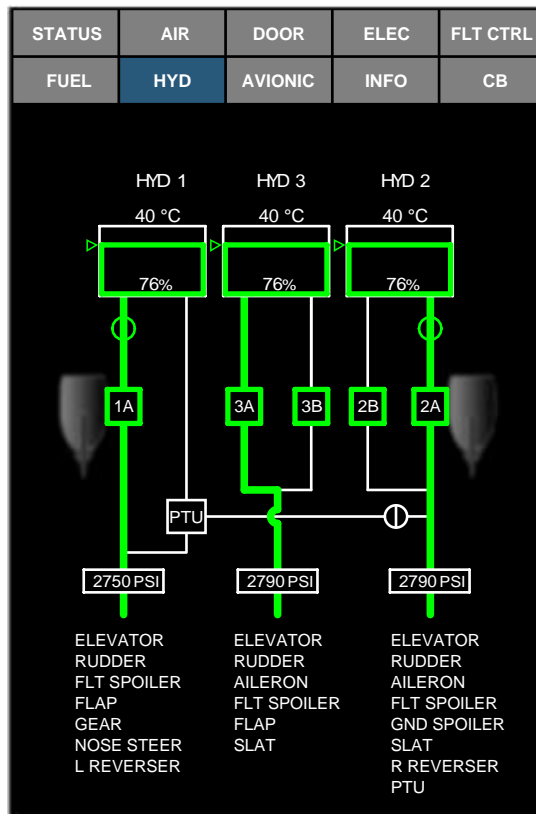 STATUS AIR DOOR ELEC FLT CTRL
FUEL HYD AVIONIC INFO CB
HYD 1 HYD 3 HYD 2
40 °C 40 °C 40 °C
76% 76% 76%
1A 3A 3B 2B 2A
PTU
2750 PSI 2790 PSI 2790 PSI
ELEVATOR ELEVATOR ELEVATOR
RUDDER RUDDER RUDDER
FLT SPOILER AILERON AILERON
FLAP FLT SPOILER FLT SPOILER
GEAR FLAP GND SPOILER
NOSE STEER SLAT SLAT
L REVERSER R REVERSER
PTU